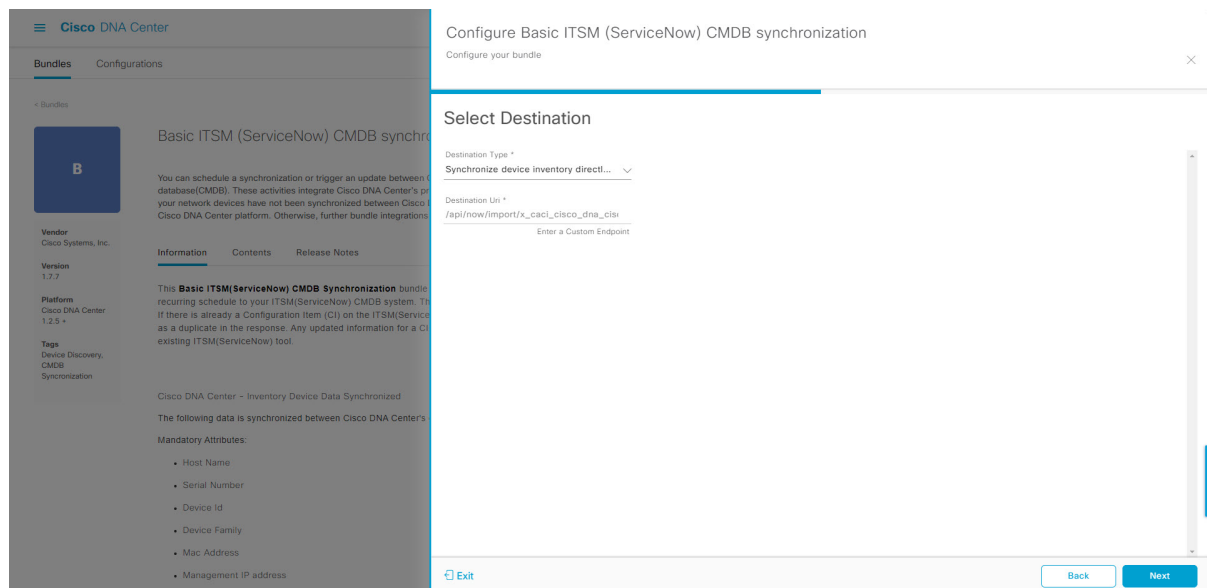 Cisco DNA Center
Bundles Configurations
< Bundles
B
Vendor
Cisco Systems, Inc.
Version
1.7.7
Platform
Cisco DNA Center
1.2.5 +
Tags
Device Discovery,
CMDB
Syncronization
Basic ITSM (ServiceNow) CMDB synchro
You can schedule a synchronization or trigger an update between
database(CMDB). These activities integrate Cisco DNA Center's pr
your network devices have not been synchronized between Cisco
Cisco DNA Center platform. Otherwise, further bundle integrations
Information Contents Release Notes
This Basic ITSM(ServiceNow) CMDB Synchronization bundle
recurring schedule to your ITSM(ServiceNow) CMDB system. Th
If there is already a Configuration Item (CI) on the ITSM(Service
as a duplicate in the response. Any updated information for a CI
existing ITSM(ServiceNow) tool.
Cisco DNA Center – Inventory Device Data Synchronized
The following data is synchronized between Cisco DNA Center's
Mandatory Attributes:
• Host Name
• Serial Number
• Device Id
• Device Family
• Mac Address
• Management IP address
Configure Basic ITSM (ServiceNow) CMDB synchronization
Configure your bundle
Select Destination
Destination Type *
Synchronize device inventory directl...
Destination Uri *
/api/now/import/x_caci_cisco_dna_cis
Enter a Custom Endpoint
Exit
Back Next